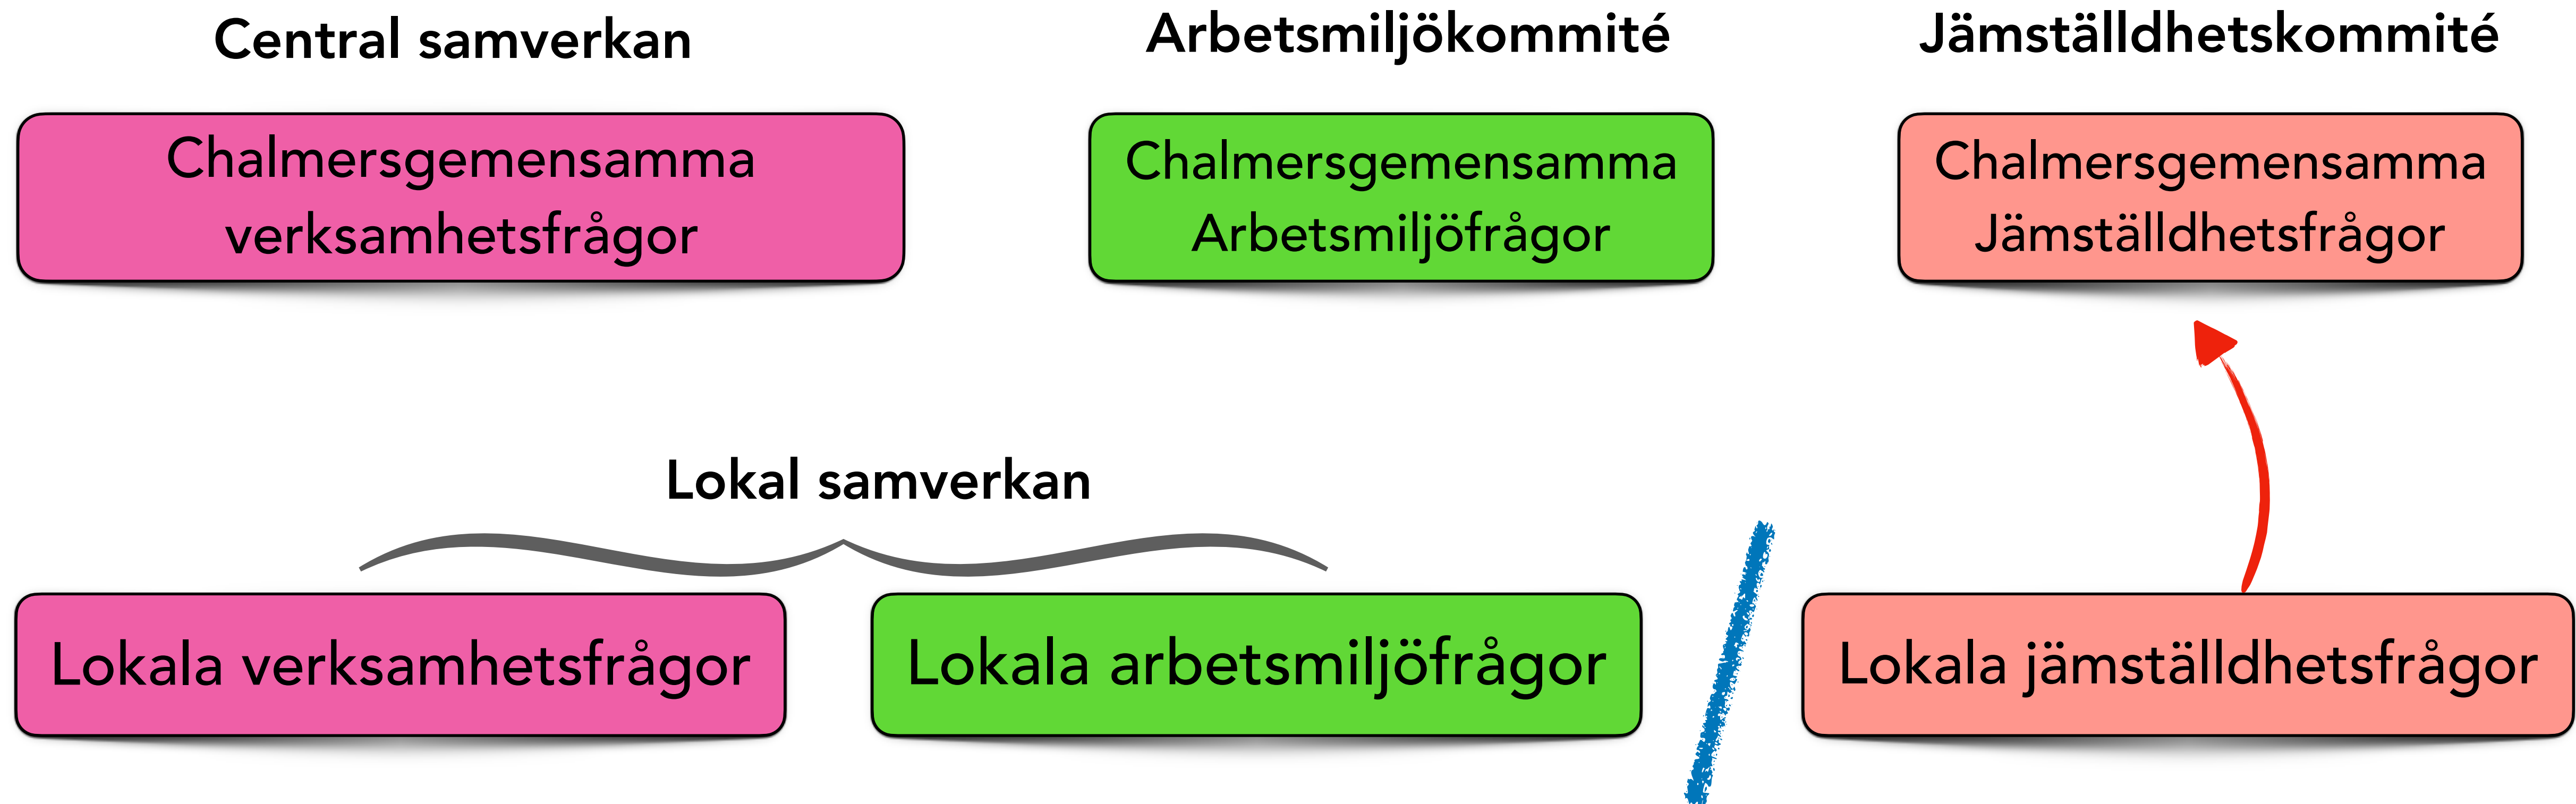 Central samverkan
Arbetsmiljökommité
Jämställdhetskommité
Chalmersgemensamma
verksamhetsfrågor
Chalmersgemensamma
Arbetsmiljöfrågor
Chalmersgemensamma
Jämställdhetsfrågor
Lokal samverkan
Lokala verksamhetsfrågor
Lokala arbetsmiljöfrågor
Lokala jämställdhetsfrågor